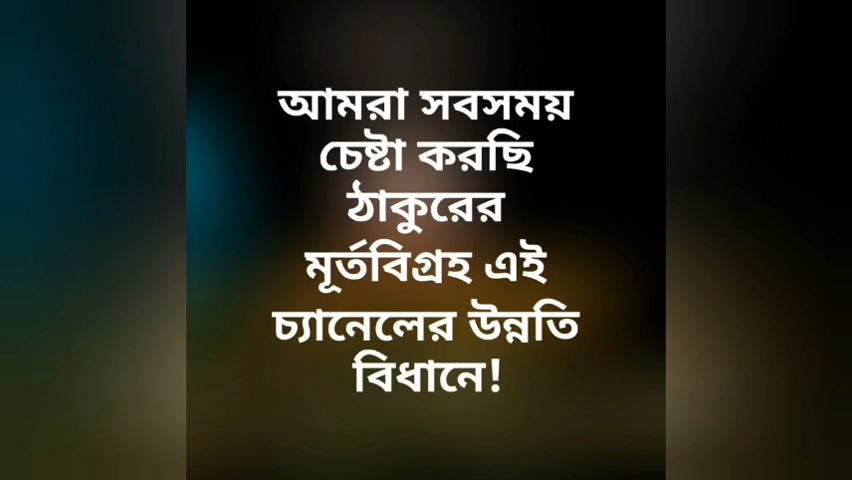 আমরা সবসময়
চেষ্টা করছি
ঠাকুরের
মূর্তবিগ্রহ এই
চ্যানেলের উন্নতি
বিধানে!